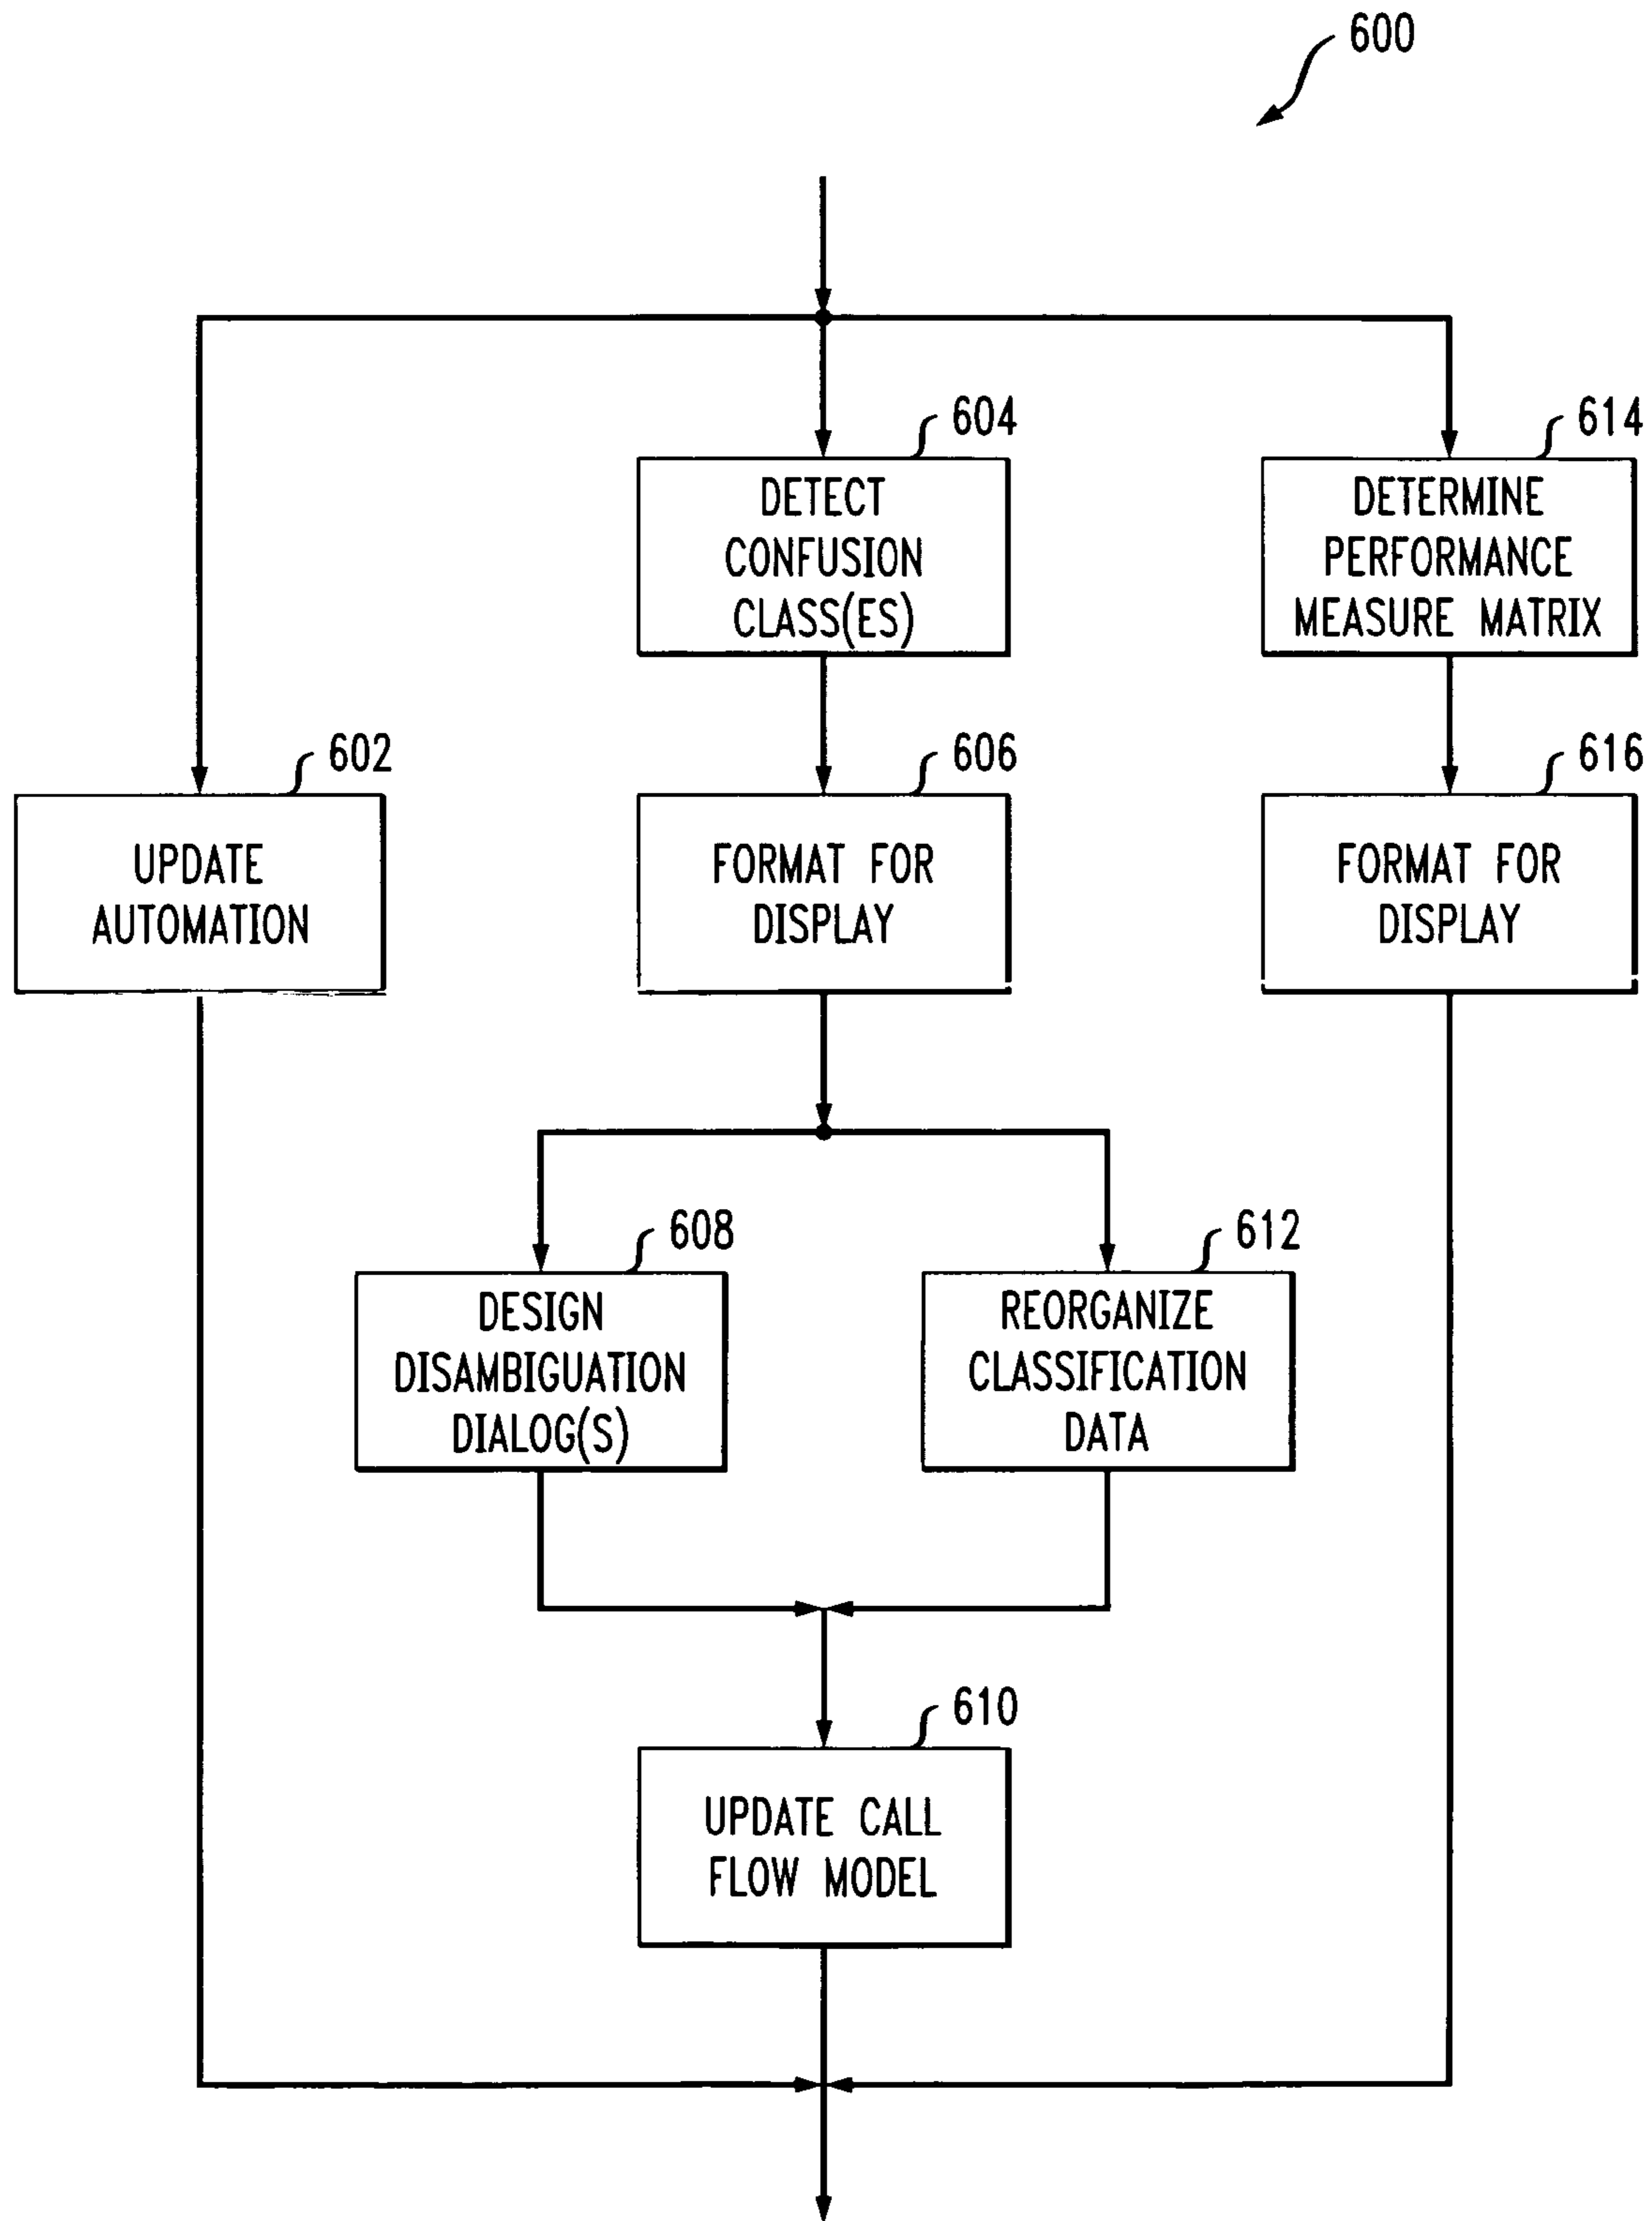 600
604
DETECT
CONFUSION
CLASS(ES)
614
DETERMINE
PERFORMANCE
MEASURE MATRIX
602
UPDATE
AUTOMATION
606
FORMAT FOR
DISPLAY
616
FORMAT FOR
DISPLAY
608
DESIGN
DISAMBIGUATION
DIALOG(S)
612
REORGANIZE
CLASSIFICATION
DATA
610
UPDATE CALL
FLOW MODEL